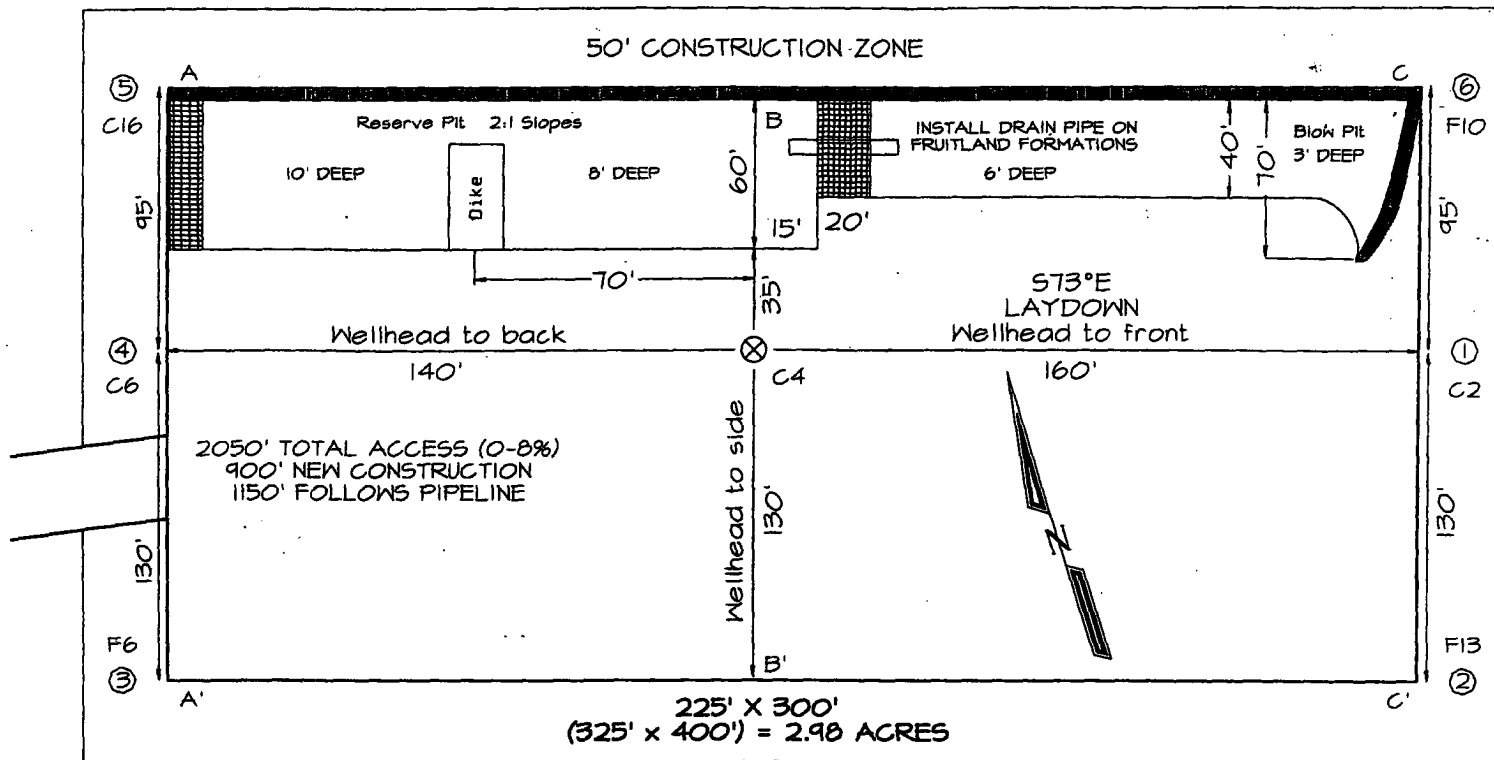 50' CONSTRUCTION ZONE
A
C
5
6
C16
F10
Reserve Pit 2:1 Slopes
B
INSTALL DRAIN PIPE ON
FRUITLAND FORMATIONS
Blow Pit
3' DEEP
10' DEEP
Dike
8' DEEP
60'
6' DEEP
40'
70'
95'
95'
15'
20'
70'
35'
S73°E
LAYDOWN
Wellhead to back
Wellhead to front
4
1
140'
C4
160'
C6
C2
2050' TOTAL ACCESS (0-8%)
900' NEW CONSTRUCTION
1150' FOLLOWS PIPELINE
Wellhead to side
130'
130'
130'
N
F6
F13
3
B'
2
A'
C'
225' X 300'
(325' x 400') = 2.98 ACRES